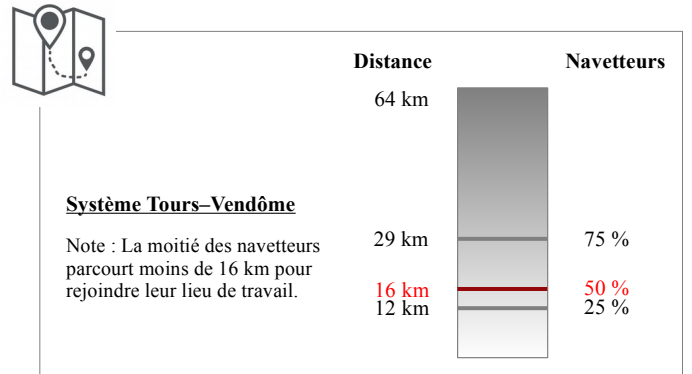 Distance Navetteurs
64 km
Système Tours–Vendôme
Note : La moitié des navetteurs
parcourt moins de 16 km pour
rejoindre leur lieu de travail.
29 km 75 %
16 km 50 %
12 km 25 %